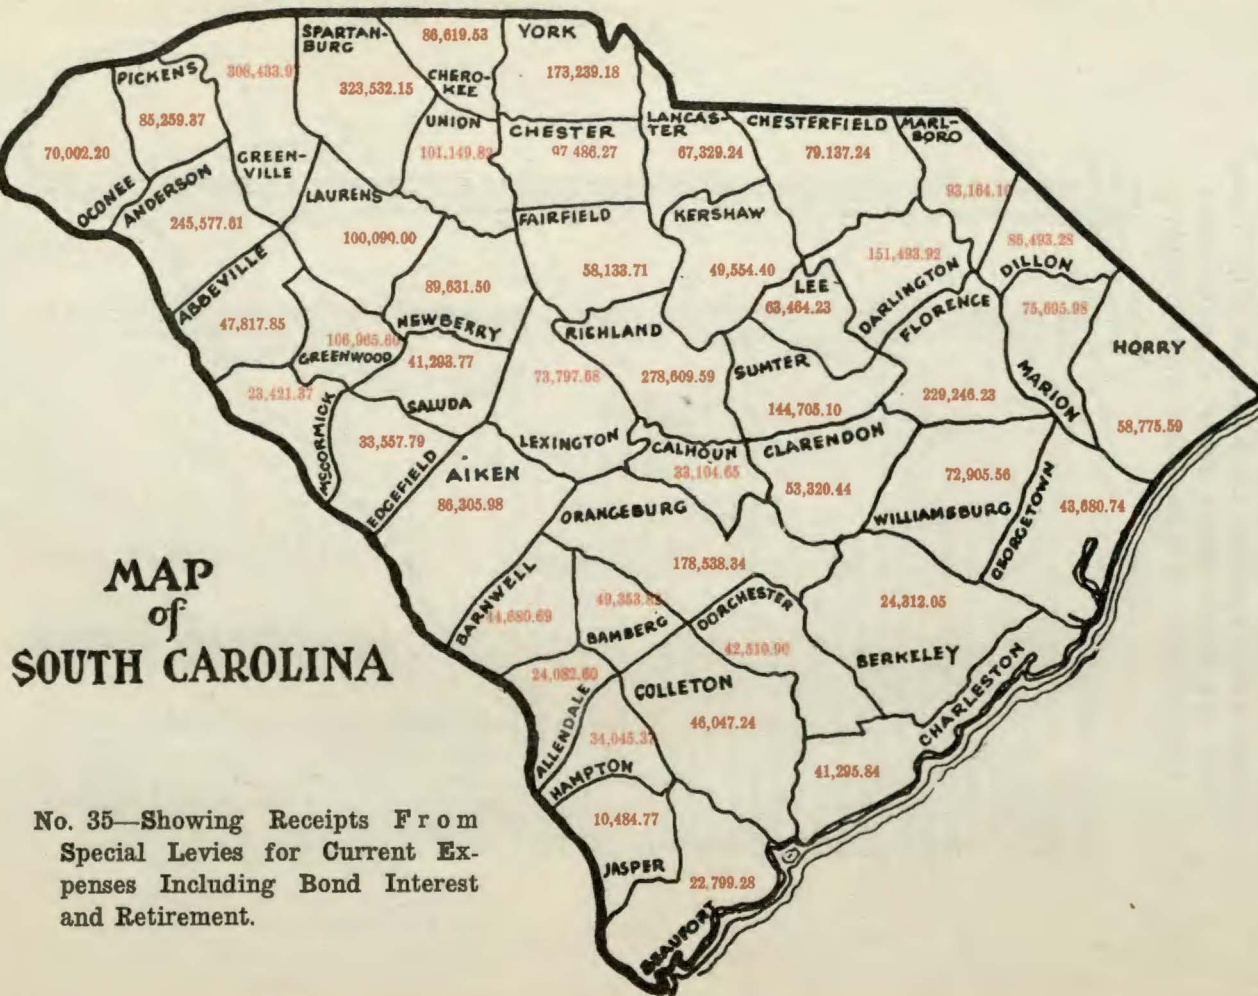 SPARTAN-
BURG
323,532.15
86,619.53
CHERO-
KEE
YORK
173,239.18
PICKENS
85,259.37
GREEN-
VILLE
70,002.20
OCONEE
ANDERSON
245,577.61
UNION
101,149.82
CHESTER
97 486.27
LANCAS-
TER
67,329.24
CHESTERFIELD
79.137.24
MARL-
BORO
93,164.10
LAURENS
100,090.00
FAIRFIELD
58,133.71
KERSHAW
49,554.40
151,493.92
DARLINGTON
86,493.28
DILLON
ABBEVILLE
47,817.85
89,631.50
NEWBERRY
LEE
63,464.23
FLORENCE
229,246.23
75,695.98
MARION
HORRY
58,775.59
106,965.60
GREENWOOD
41,293.77
SALUDA
RICHLAND
278,609.59
SUMTER
144,705.10
73,797.68
LEXINGTON
23,421.37
MCCORMICK
33,557.79
EDGEFIELD
AIKEN
86,305.98
CALHOUN
33,104.65
CLARENDON
53,320.44
72,905.56
WILLIAMSBURG
GEORGETOWN
43,680.74
ORANGEBURG
178,538.34
BARNWELL
44,680.69
49,353.82
BAMBERG
DORCHESTER
42,510.90
24,312.05
BERKELEY
24,082.60
ALLENDALE
COLLETON
46,047.24
CHARLESTON
41,295.84
34,045.37
HAMPTON
10,484.77
JASPER
22,799.28
BEAUFORT
MAP
of
SOUTH CAROLINA
No. 35—Showing Receipts From
Special Levies for Current Ex-
penses Including Bond Interest
and Retirement.